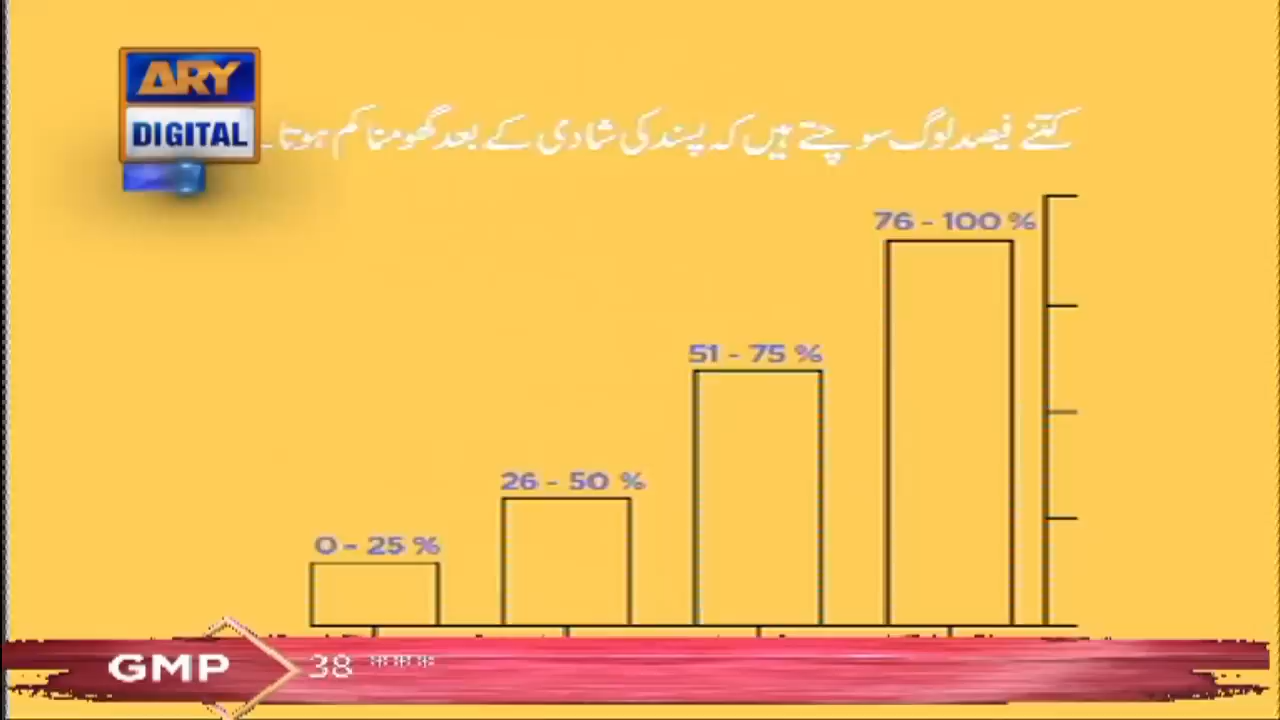 ARY
DIGITAL
کتنے فیصد لوگ سوچتے ہیں کہ پسند کی شادی کے بعد گھومنا کم ہوتا
76 - 100 %
51 - 75 %
26 - 50 %
0 - 25 %
GMP
38 ****